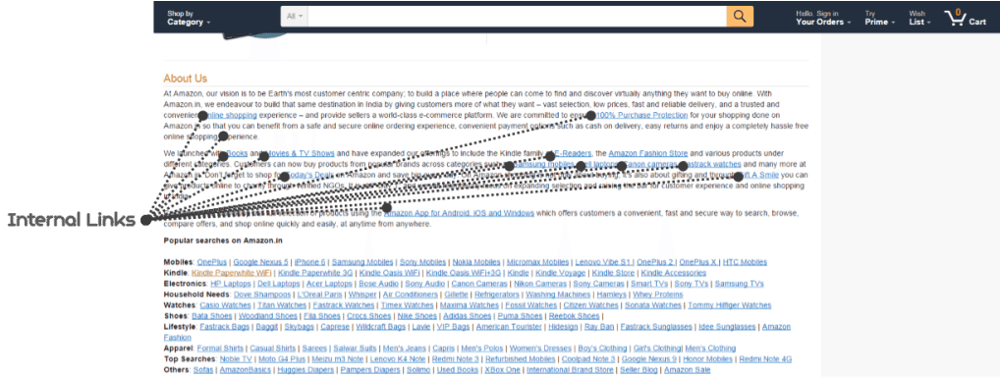 Shop by
Category
All
Hello. Sign in
Your Orders
Try
Prime
Wish
List
0
Cart
About Us
At Amazon, our vision is to be Earth's most customer centric company; to build a place where people can come to find and discover virtually anything they want to buy online. With
Amazon.in, we endeavour to build that same destination in India by giving customers more of what they want – vast selection, low prices, fast and reliable delivery, and a trusted and
convenient online shopping experience – and provide sellers a world-class e-commerce platform. We are committed to ensure 100% Purchase Protection for your shopping done on
Amazon.in so that you can benefit from a safe and secure online ordering experience, convenient payment options such as cash on delivery, easy returns and enjoy a completely hassle free
online shopping experience.
We launched with Books and Movies & TV Shows and have expanded our offerings to include the Kindle family of E-Readers, the Amazon Fashion Store and various products under
different categories. Customers can now buy products from popular brands across categories such as Samsung mobiles, Dell laptops, Canon cameras, Fastrack watches and many more at
Amazon.in. Don't forget to shop for Today's Deals on Amazon and save big also about gifting and through Gift A Smile you can
products online to charity through verified NGOs. on expanding selection and raising the bar for customer experience and online shopping
in India.
Internal Links
selection of products using the Amazon App for Android, iOS and Windows which offers customers a convenient, fast and secure way to search, browse,
compare offers, and shop online quickly and easily, at anytime from anywhere.
Popular searches on Amazon.in
Mobiles: OnePlus | Google Nexus 5 | iPhone 6 | Samsung Mobiles | Sony Mobiles | Nokia Mobiles | Micromax Mobiles | Lenovo Vibe S1 | OnePlus 2 | OnePlus X | HTC Mobiles
Kindle: Kindle Paperwhite WiFi | Kindle Paperwhite 3G | Kindle Oasis WiFi | Kindle Oasis WiFi+3G | Kindle | Kindle Voyage | Kindle Store | Kindle Accessories
Electronics: HP Laptops | Dell Laptops | Acer Laptops | Bose Audio | Sony Audio | Canon Cameras | Nikon Cameras | Sony Cameras | Smart TVs | Sony TVs | Samsung TVs
Household Needs: Dove Shampoos | L'Oreal Paris | Whisper | Air Conditioners | Gillette | Refrigerators | Washing Machines | Hamleys | Whey Proteins
Watches: Casio Watches | Titan Watches | Fastrack Watches | Timex Watches | Maxima Watches | Fossil Watches | Citizen Watches | Sonata Watches | Tommy Hilfiger Watches
Shoes: Bata Shoes | Woodland Shoes | Fila Shoes | Crocs Shoes | Nike Shoes | Adidas Shoes | Puma Shoes | Reebok Shoes |
Lifestyle: Fastrack Bags | Baggit | Skybags | Caprese | Wildcraft Bags | Lavie | VIP Bags | American Tourister | Hidesign | Ray Ban | Fastrack Sunglasses | Idee Sunglasses | Amazon
Fashion
Apparel: Formal Shirts | Casual Shirts | Sarees | Salwar Suits | Men's Jeans | Capris | Men's Polos | Women's Dresses | Boy's Clothing | Girl's Clothing| Men's Clothing
Top Searches: Noble TV | Moto G4 Plus | Meizu m3 Note | Lenovo K4 Note | Redmi Note 3 | Refurbished Mobiles | Coolpad Note 3 | Google Nexus 9 | Honor Mobiles | Redmi Note 4G
Others: Sofas | AmazonBasics | Huggies Diapers | Pampers Diapers | Solimo | Used Books | XBox One | International Brand Store | Seller Blog | Amazon Sale